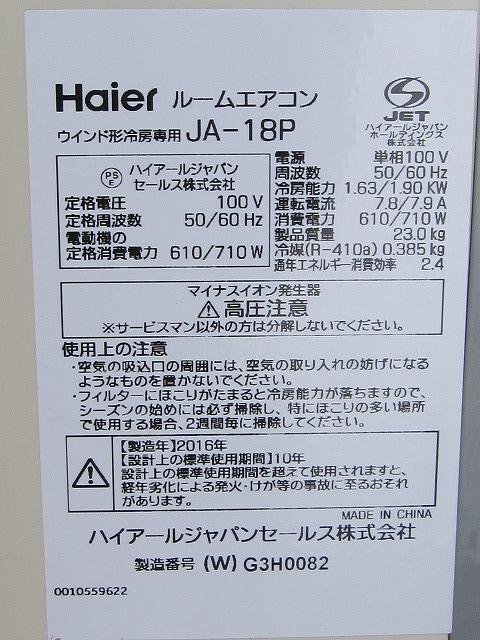 Haier ルームエアコン
ウインド形冷房専用 JA-18P
JET
ハイアールジャパン
ホールディングス
株式会社
PS
E
ハイアールジャパン
セールス株式会社
定格電圧 100 V
定格周波数 50/60 Hz
電動機の
定格消費電力 610/710 W
電源 単相100 V
周波数 50/60 Hz
冷房能力 1.63/1.90 KW
運転電流 7.8/7.9 A
消費電力 610/710 W
製品質量 23.0 kg
冷媒(R-410a) 0.385 kg
通年エネルギー消費効率 2.4
マイナスイオン発生器
高圧注意
※サービスマン以外の方は分解しないでください。
使用上の注意
・空気の吸込口の周囲には、空気の取り入れの妨げになる
ようなものを置かないでください。
・フィルターにほこりがたまると冷房能力が落ちますので、
シーズンの始めには必ず掃除し、特にほこりの多い場所
で使用する場合、2週間毎に掃除してください。
【製造年】2016年
【設計上の標準使用期間】10年
設計上の標準使用期間を超えて使用されますと、
経年劣化による発火・けが等の事故に至るおそれ
があります。
MADE IN CHINA
ハイアールジャパンセールス株式会社
製造番号 (W) G3H0082
0010559622